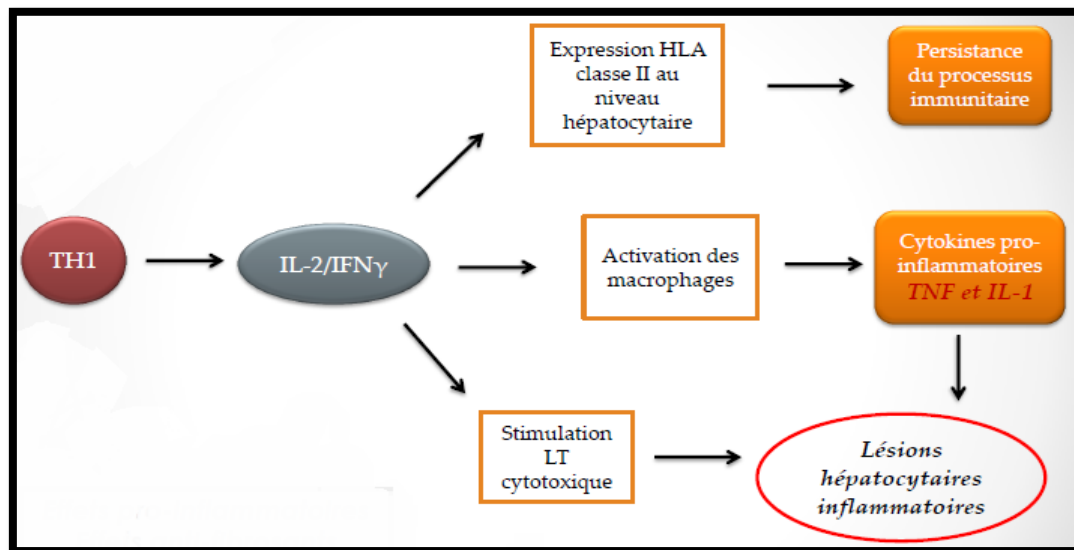 Expression HLA
classe II au
niveau
hépatocytaire
Persistance
du processus
immunitaire
TH1
IL-2/IFNγ
Activation des
macrophages
Cytokines pro-
inflammatoires
TNF et IL-1
Stimulation
LT
cytotoxique
Lésions
hépatocytaires
inflammatoires